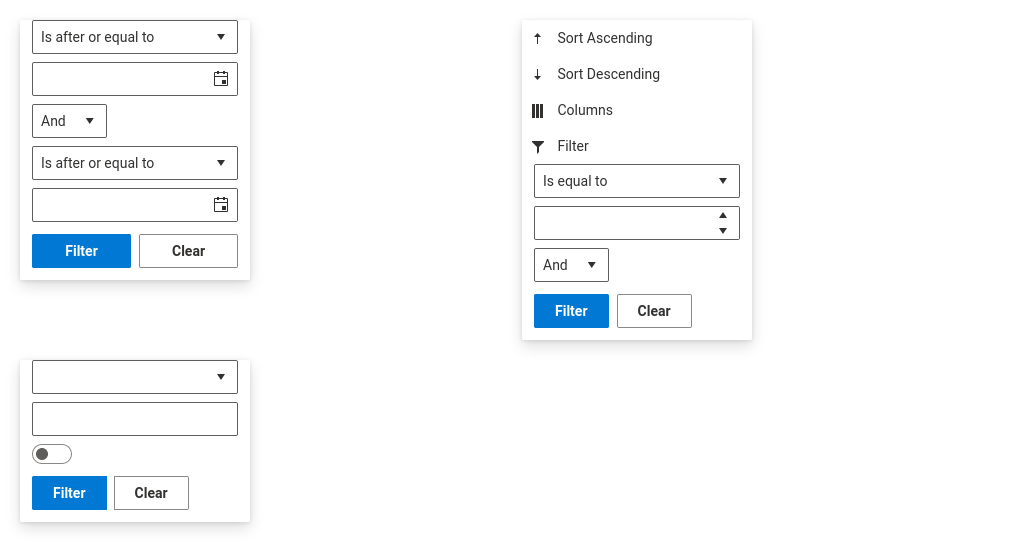 Is after or equal to
And
Is after or equal to
Filter Clear
Sort Ascending
Sort Descending
Columns
Filter
Is equal to
And
Filter Clear
Filter Clear